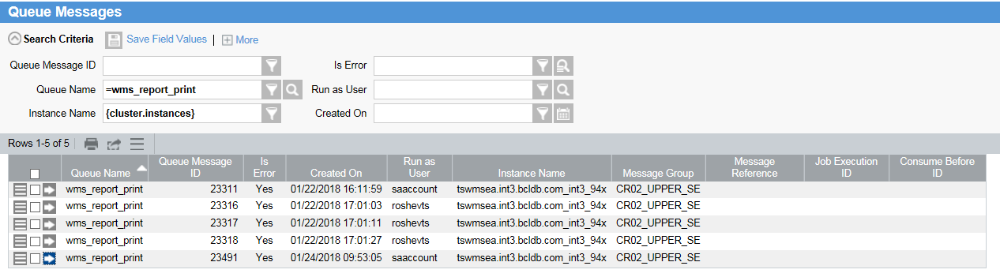 Queue Messages
Search Criteria Save Field Values | More
Queue Message ID Is Error
Queue Name =wms_report_print Run as User
Instance Name {cluster.instances} Created On
Rows 1-5 of 5
Queue Name Queue Message ID Is Error Created On Run as User Instance Name Message Group Message Reference Job Execution ID Consume Before ID
wms_report_print 23311 Yes 01/22/2018 16:11:59 saaccount tswmsea.int3.bcldb.com_int3_94x CR02_UPPER_SE
wms_report_print 23316 Yes 01/22/2018 17:01:03 roshevts tswmsea.int3.bcldb.com_int3_94x CR02_UPPER_SE
wms_report_print 23317 Yes 01/22/2018 17:01:11 roshevts tswmsea.int3.bcldb.com_int3_94x CR02_UPPER_SE
wms_report_print 23318 Yes 01/22/2018 17:01:27 roshevts tswmsea.int3.bcldb.com_int3_94x CR02_UPPER_SE
wms_report_print 23491 Yes 01/24/2018 09:53:05 saaccount tswmsea.int3.bcldb.com_int3_94x CR02_UPPER_SE